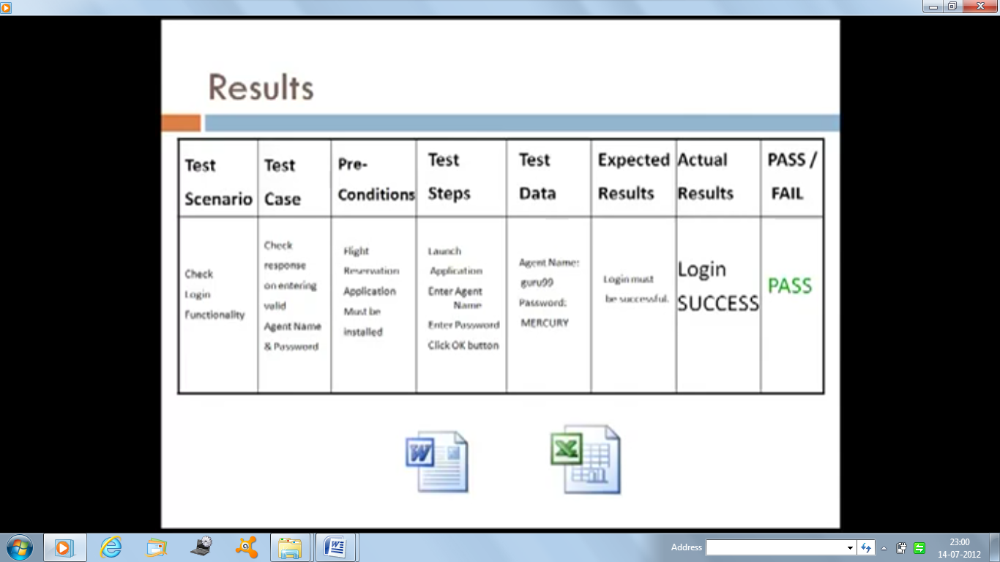 Results
Test
Scenario
Test
Case
Pre-
Conditions
Test
Steps
Test
Data
Expected
Results
Actual
Results
PASS /
FAIL
Check
Login
Functionality
Check
response
on entering
valid
Agent Name
& Password
Flight
Reservation
Application
Must be
installed
Launch
Application
Enter Agent
Name
Enter Password
Click OK button
Agent Name:
guru99
Password:
MERCURY
Login must
be successful.
Login
SUCCESS
PASS
W
X
Address
23:00
14-07-2012